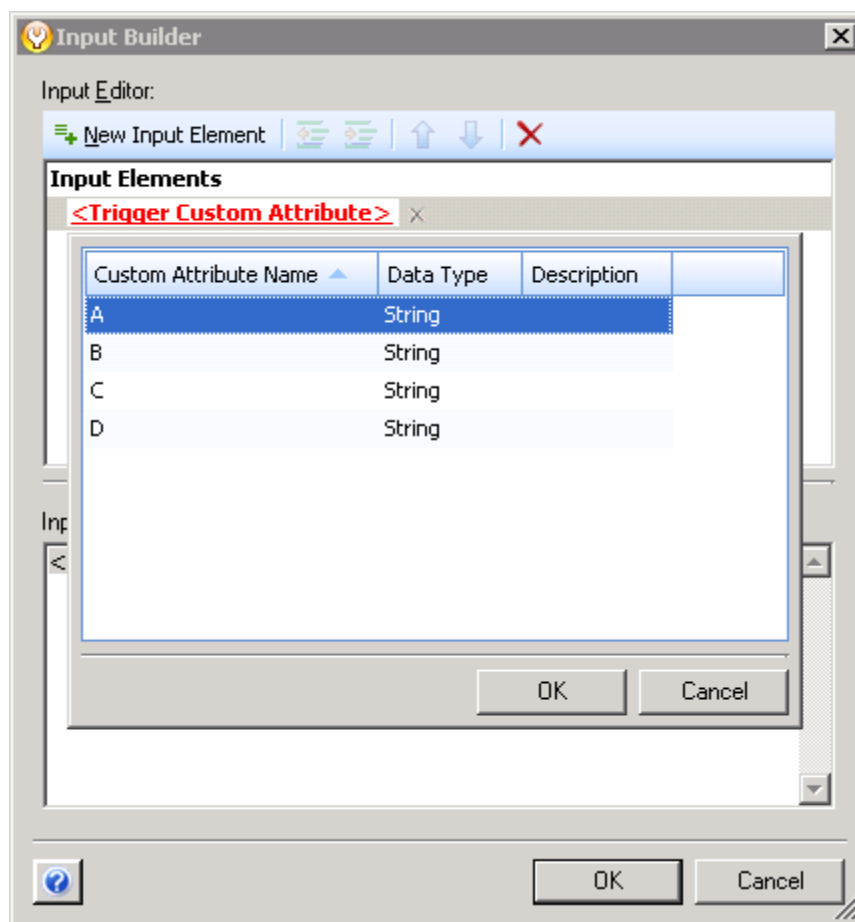 Input Builder
Input Editor:
New Input Element
Input Elements
<Trigger Custom Attribute>
Custom Attribute Name Data Type Description
A String
B String
C String
D String
Inp
<
OK Cancel
OK Cancel